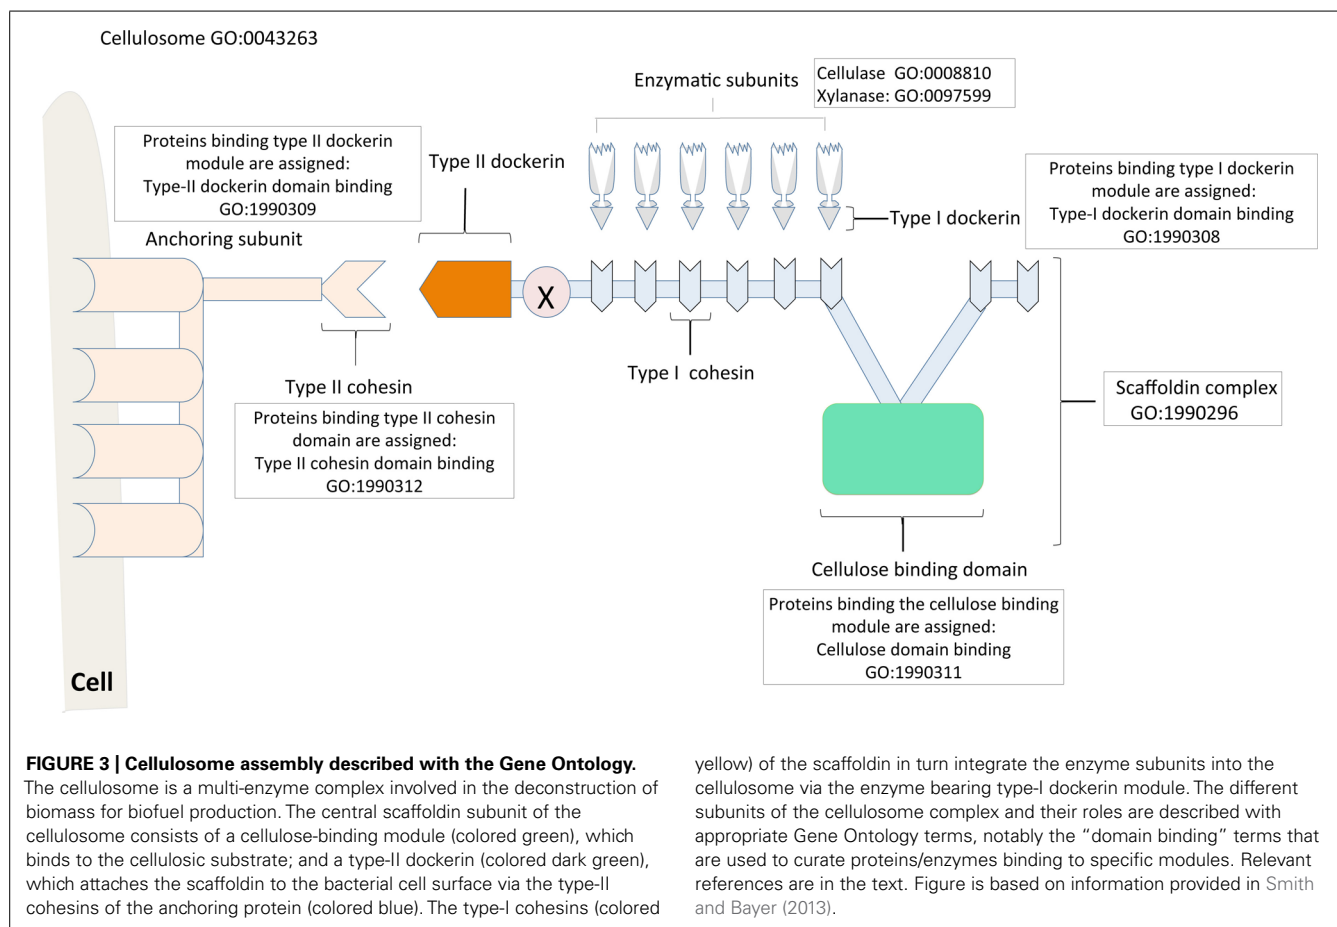 Cellulosome GO:0043263
Enzymatic subunits
Cellulase  GO:0008810
Xylanase: GO:0097599
Proteins binding type II dockerin
module are assigned:
Type-II dockerin domain binding
GO:1990309
Type II dockerin
Proteins binding type I dockerin
module are assigned:
Type-I dockerin domain binding
GO:1990308
Type I dockerin
Anchoring subunit
X
Type I cohesin
Type II cohesin
Proteins binding type II cohesin
domain are assigned:
Type II cohesin domain binding
GO:1990312
Scaffoldin complex
GO:1990296
Cellulose binding domain
Proteins binding the cellulose binding
module are assigned:
Cellulose domain binding
GO:1990311
Cell
FIGURE 3 | Cellulosome assembly described with the Gene Ontology.
The cellulosome is a multi-enzyme complex involved in the deconstruction of
biomass for biofuel production. The central scaffoldin subunit of the
cellulosome consists of a cellulose-binding module (colored green), which
binds to the cellulosic substrate; and a type-II dockerin (colored dark green),
which attaches the scaffoldin to the bacterial cell surface via the type-II
cohesins of the anchoring protein (colored blue). The type-I cohesins (colored
yellow) of the scaffoldin in turn integrate the enzyme subunits into the
cellulosome via the enzyme bearing type-I dockerin module. The different
subunits of the cellulosome complex and their roles are described with
appropriate Gene Ontology terms, notably the “domain binding” terms that
are used to curate proteins/enzymes binding to specific modules. Relevant
references are in the text. Figure is based on information provided in Smith
and Bayer (2013).